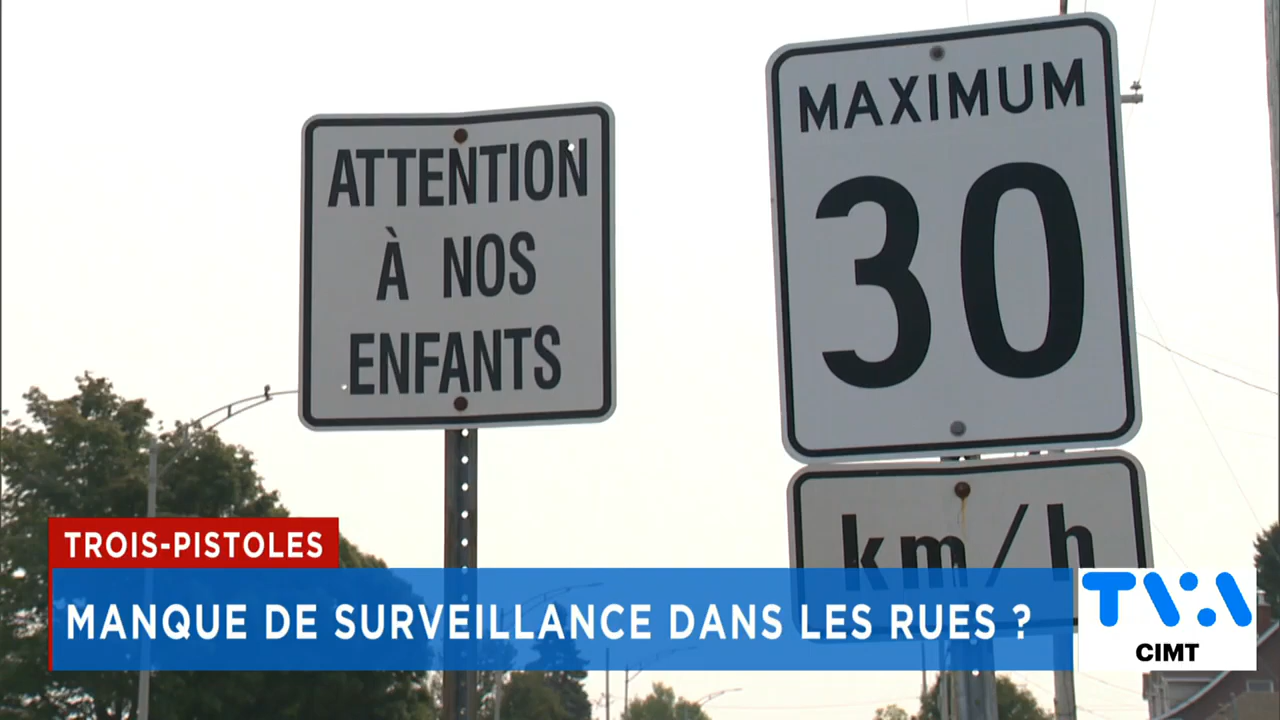 ATTENTION
À NOS
ENFANTS
MAXIMUM
30
km/h
TROIS-PISTOLES
MANQUE DE SURVEILLANCE DANS LES RUES ?
TVA
CIMT